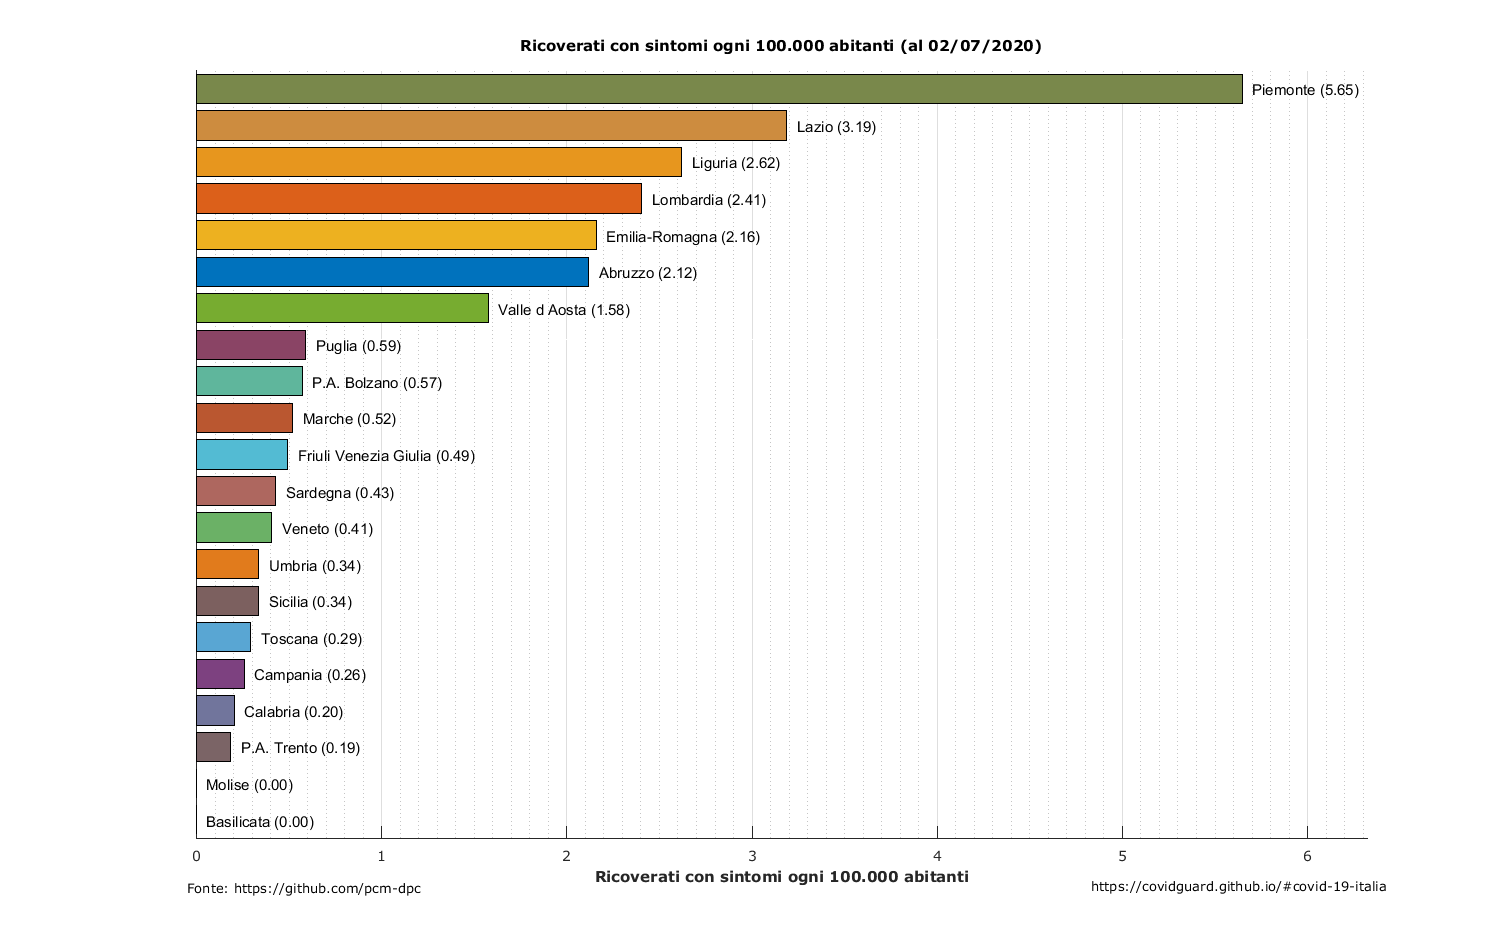 Ricoverati con sintomi ogni 100.000 abitanti (al 02/07/2020)
Piemonte (5.65)
Lazio (3.19)
Liguria (2.62)
Lombardia (2.41)
Emilia-Romagna (2.16)
Abruzzo (2.12)
Valle d Aosta (1.58)
Puglia (0.59)
P.A. Bolzano (0.57)
Marche (0.52)
Friuli Venezia Giulia (0.49)
Sardegna (0.43)
Veneto (0.41)
Umbria (0.34)
Sicilia (0.34)
Toscana (0.29)
Campania (0.26)
Calabria (0.20)
P.A. Trento (0.19)
Molise (0.00)
Basilicata (0.00)
0 1 2 3 4 5 6
Ricoverati con sintomi ogni 100.000 abitanti
Fonte: https://github.com/pcm-dpc
https://covidguard.github.io/#covid-19-italia